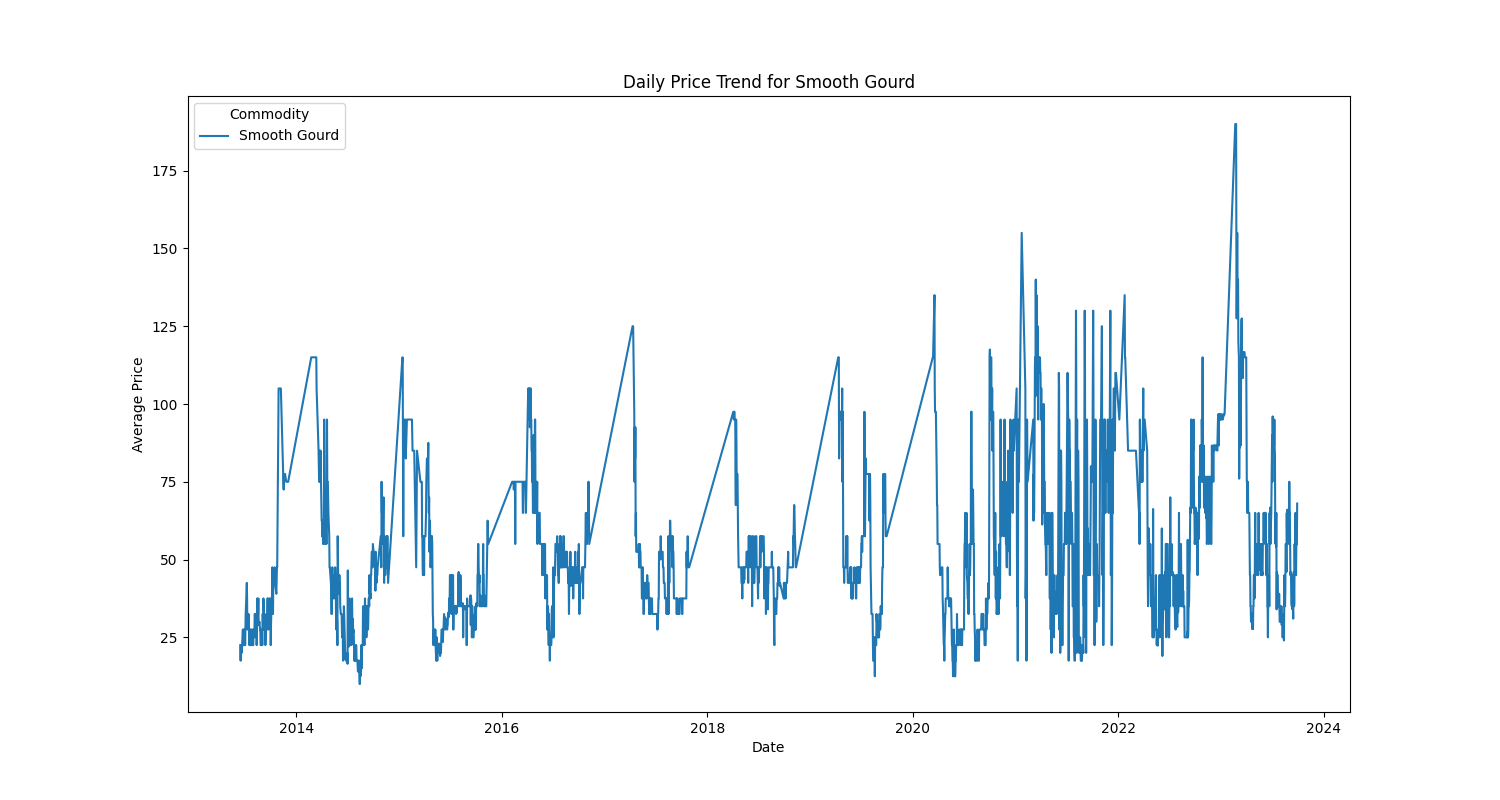 Daily Price Trend for Smooth Gourd
Commodity
Smooth Gourd
175
150
125
100
75
50
25
Average Price
2014
2016
2018
2020
2022
2024
Date